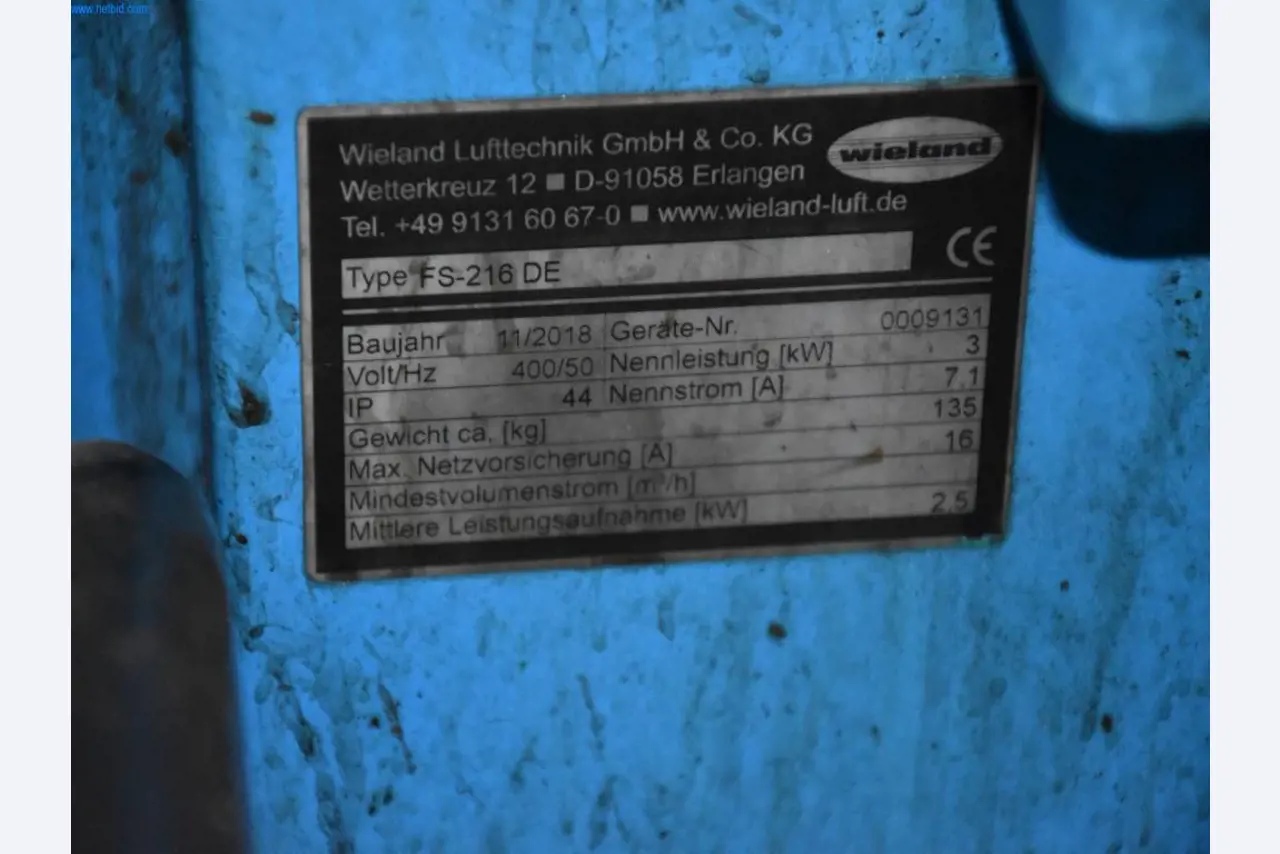 www.netbid.com
Wieland Lufttechnik GmbH & Co. KG
wieland
Wetterkreuz 12 ■ D-91058 Erlangen
Tel. +49 9131 60 67-0 ■ www.wieland-luft.de
CE
Type FS-216 DE
Baujahr 11/2018 Geräte-Nr. 0009131
Volt/Hz 400/50 Nennleistung [kW] 3
IP 44 Nennstrom [A] 7,1
Gewicht ca. [kg] 135
Max. Netzvorsicherung [A] 16
Mindestvolumenstrom [m³/h]
Mittlere Leistungsaufnahme [kW] 2,5